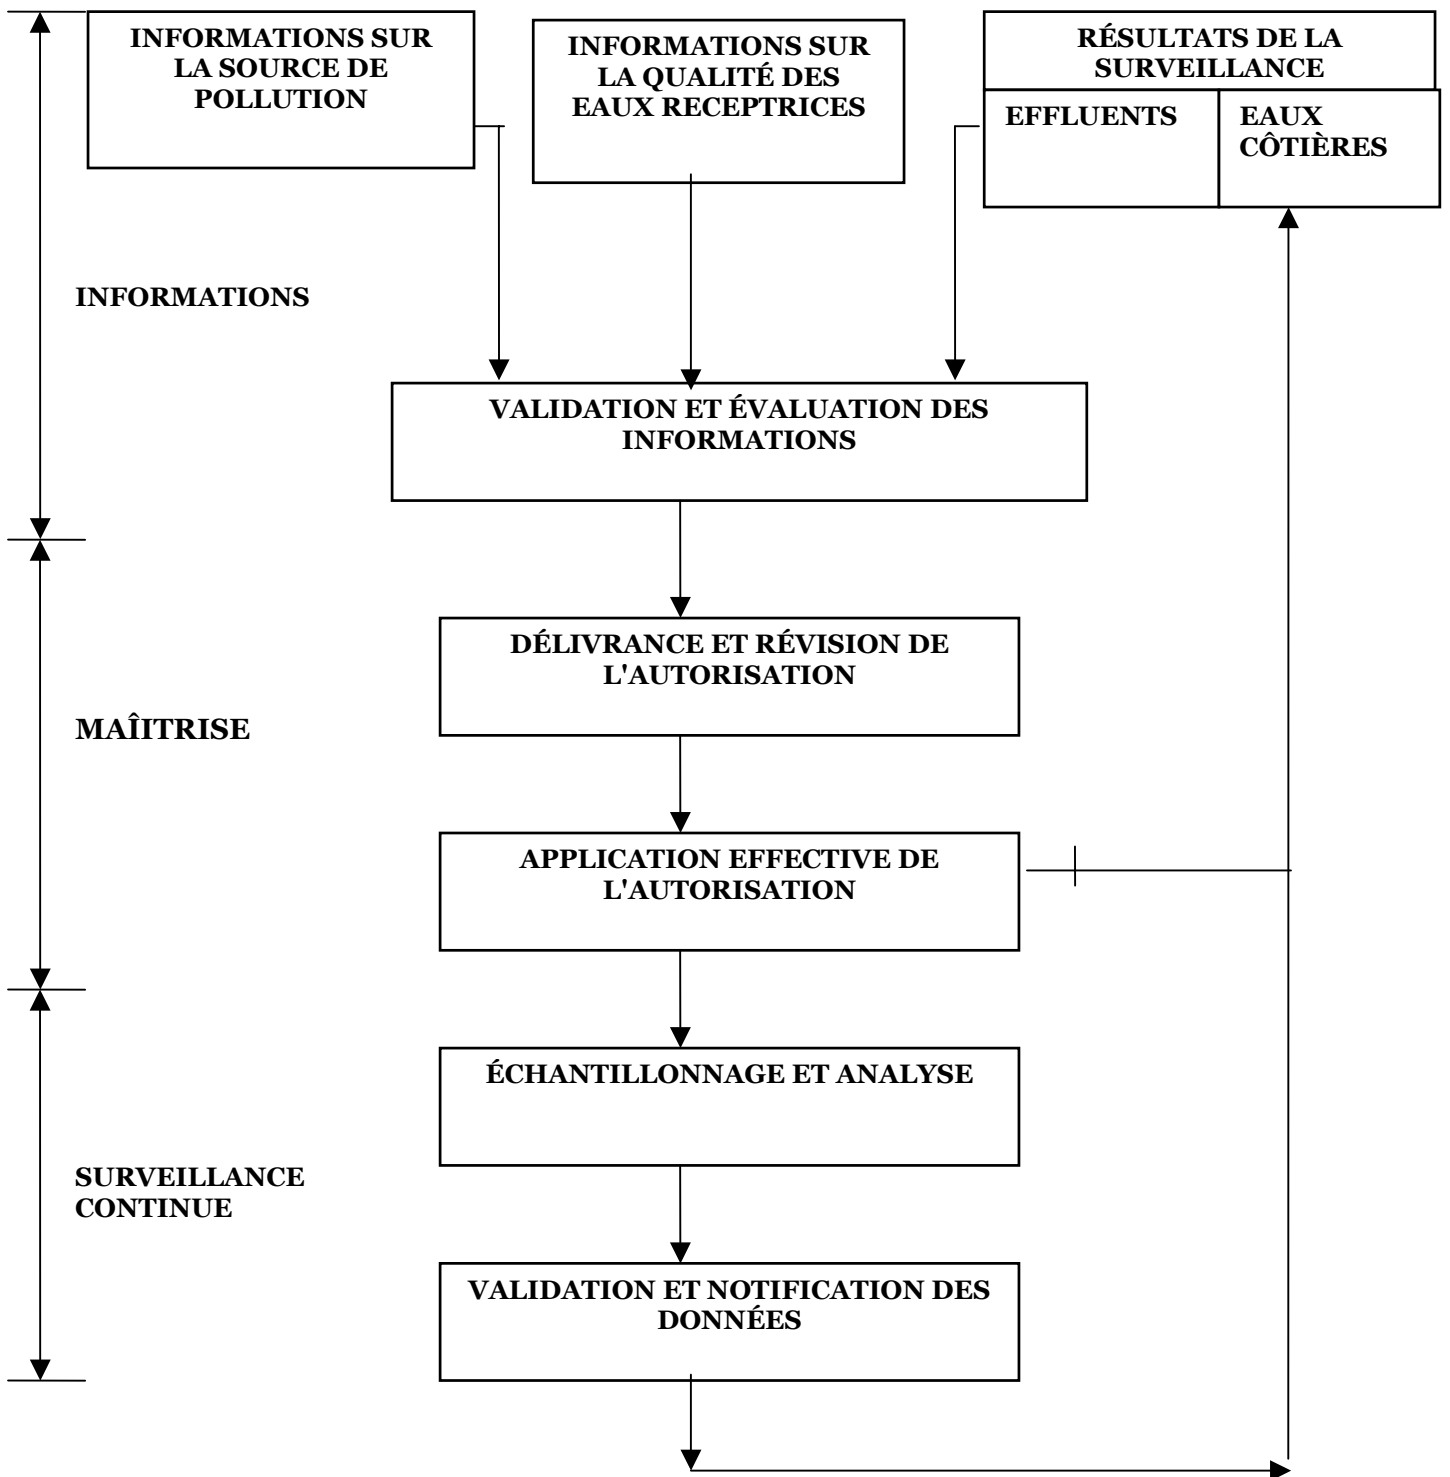 INFORMATIONS SUR
LA SOURCE DE
POLLUTION
INFORMATIONS SUR
LA QUALITÉ DES
EAUX RECEPTRICES
RÉSULTATS DE LA
SURVEILLANCE
EFFLUENTS
EAUX
CÔTIÈRES
INFORMATIONS
VALIDATION ET ÉVALUATION DES
INFORMATIONS
DÉLIVRANCE ET RÉVISION DE
L'AUTORISATION
MAÎITRISE
APPLICATION EFFECTIVE DE
L'AUTORISATION
ÉCHANTILLONNAGE ET ANALYSE
SURVEILLANCE
CONTINUE
VALIDATION ET NOTIFICATION DES
DONNÉES